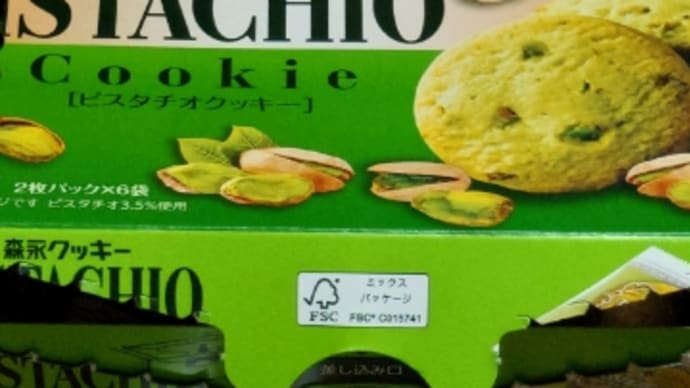 ISTACHIO
Cookie
[ピスタチオクッキー]
2枚パック×6袋
ジです ピスタチオ3.5%使用
森永クッキー
STACHIO
ミックス
パッケージ
FSC
FSC® C015741
差し込み口
STACHIO